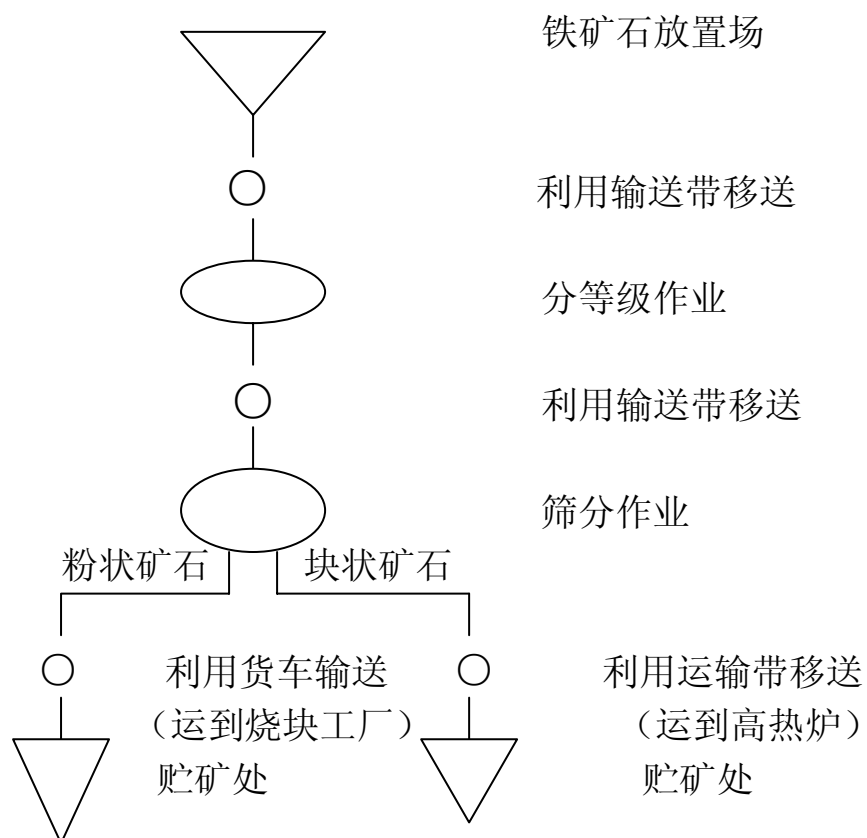 铁矿石放置场
利用输送带移送
分等级作业
利用输送带移送
筛分作业
粉状矿石
块状矿石
利用货车输送
（运到烧块工厂）
贮矿处
利用运输带移送
（运到高热炉）
贮矿处